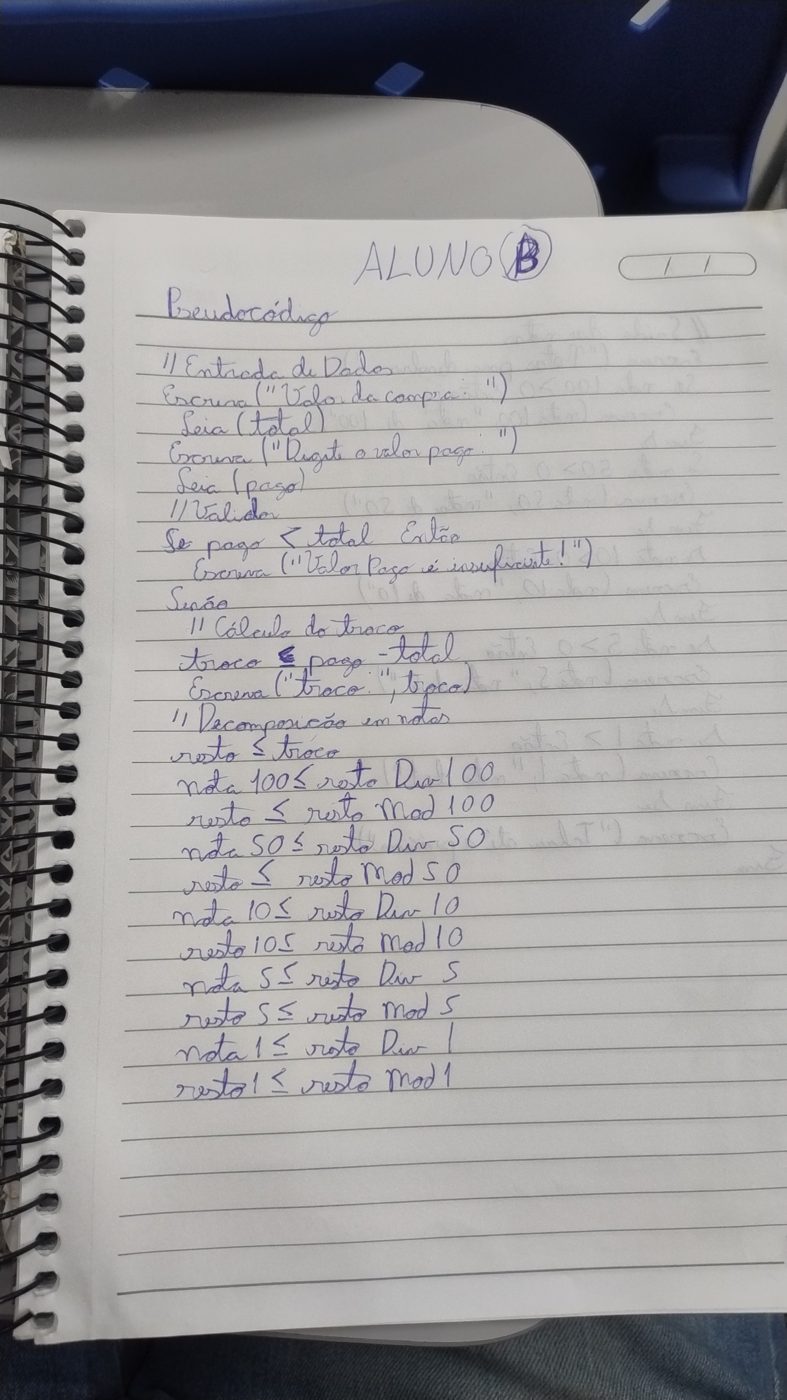 ALUNO B
/ /
Pseudocódigo
// Entrada de Dados
Escreva ("Valor da compra: ")
Leia (total)
Escreva ("Digite o valor pago: ")
Leia (pago)
// Validar
Se pago < total Então
Escreva ("Valor Pago é insuficiente!")
Senão
// Cálculo do troco
troco ≤ pago - total
Escreva ("troco: ", troco)
// Decomposição em notas
resto ≤ troco
nota 100 ≤ resto Div 100
resto ≤ resto Mod 100
nota 50 ≤ resto Div 50
resto ≤ resto Mod 50
nota 10 ≤ resto Div 10
resto 10 ≤ resto Mod 10
nota 5 ≤ resto Div 5
resto 5 ≤ resto Mod 5
nota 1 ≤ resto Div 1
resto 1 ≤ resto Mod 1